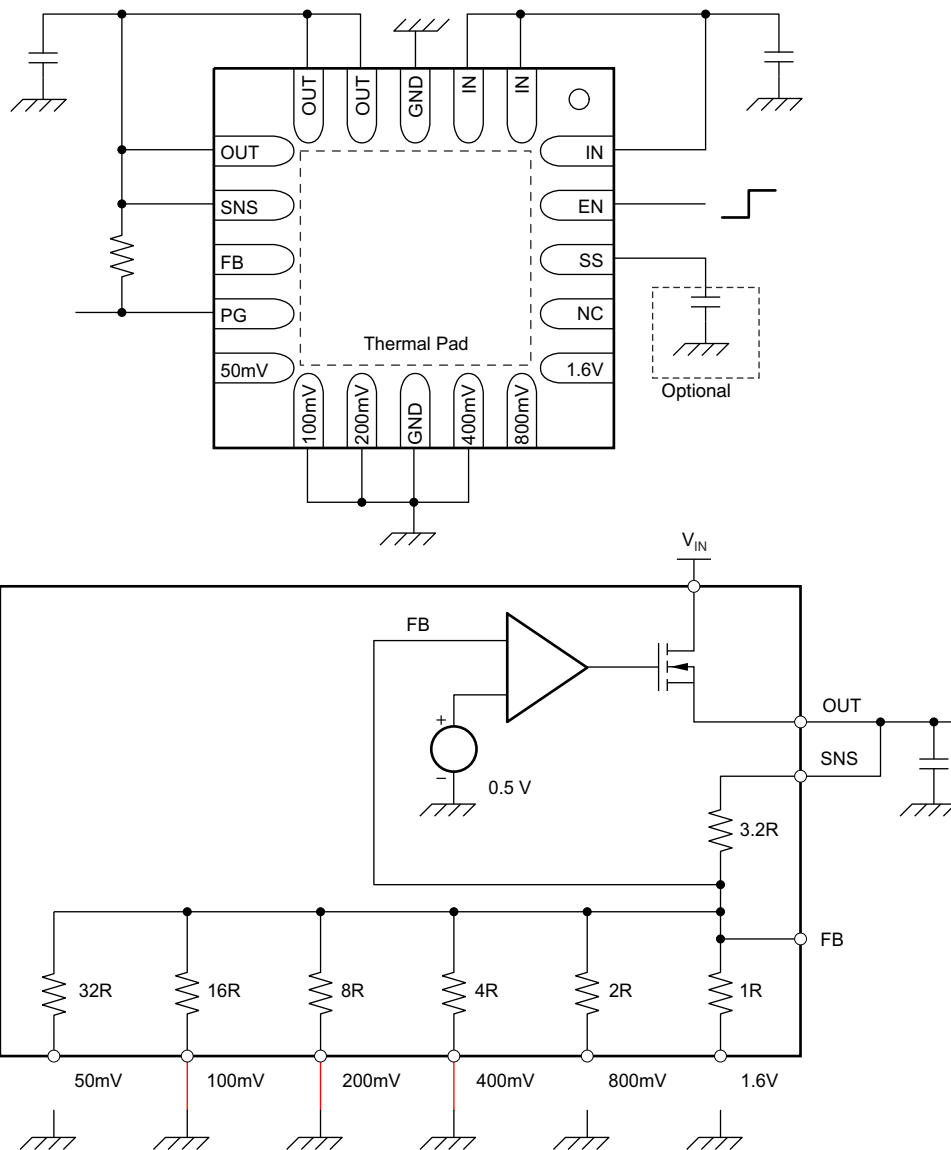 OUT
OUT
GND
IN
IN
OUT
SNS
FB
PG
50mV
IN
EN
SS
NC
1.6V
Thermal Pad
100mV
200mV
GND
400mV
800mV
Optional
VIN
FB
+
−
0.5 V
OUT
SNS
3.2R
FB
32R
16R
8R
4R
2R
1R
50mV
100mV
200mV
400mV
800mV
1.6V